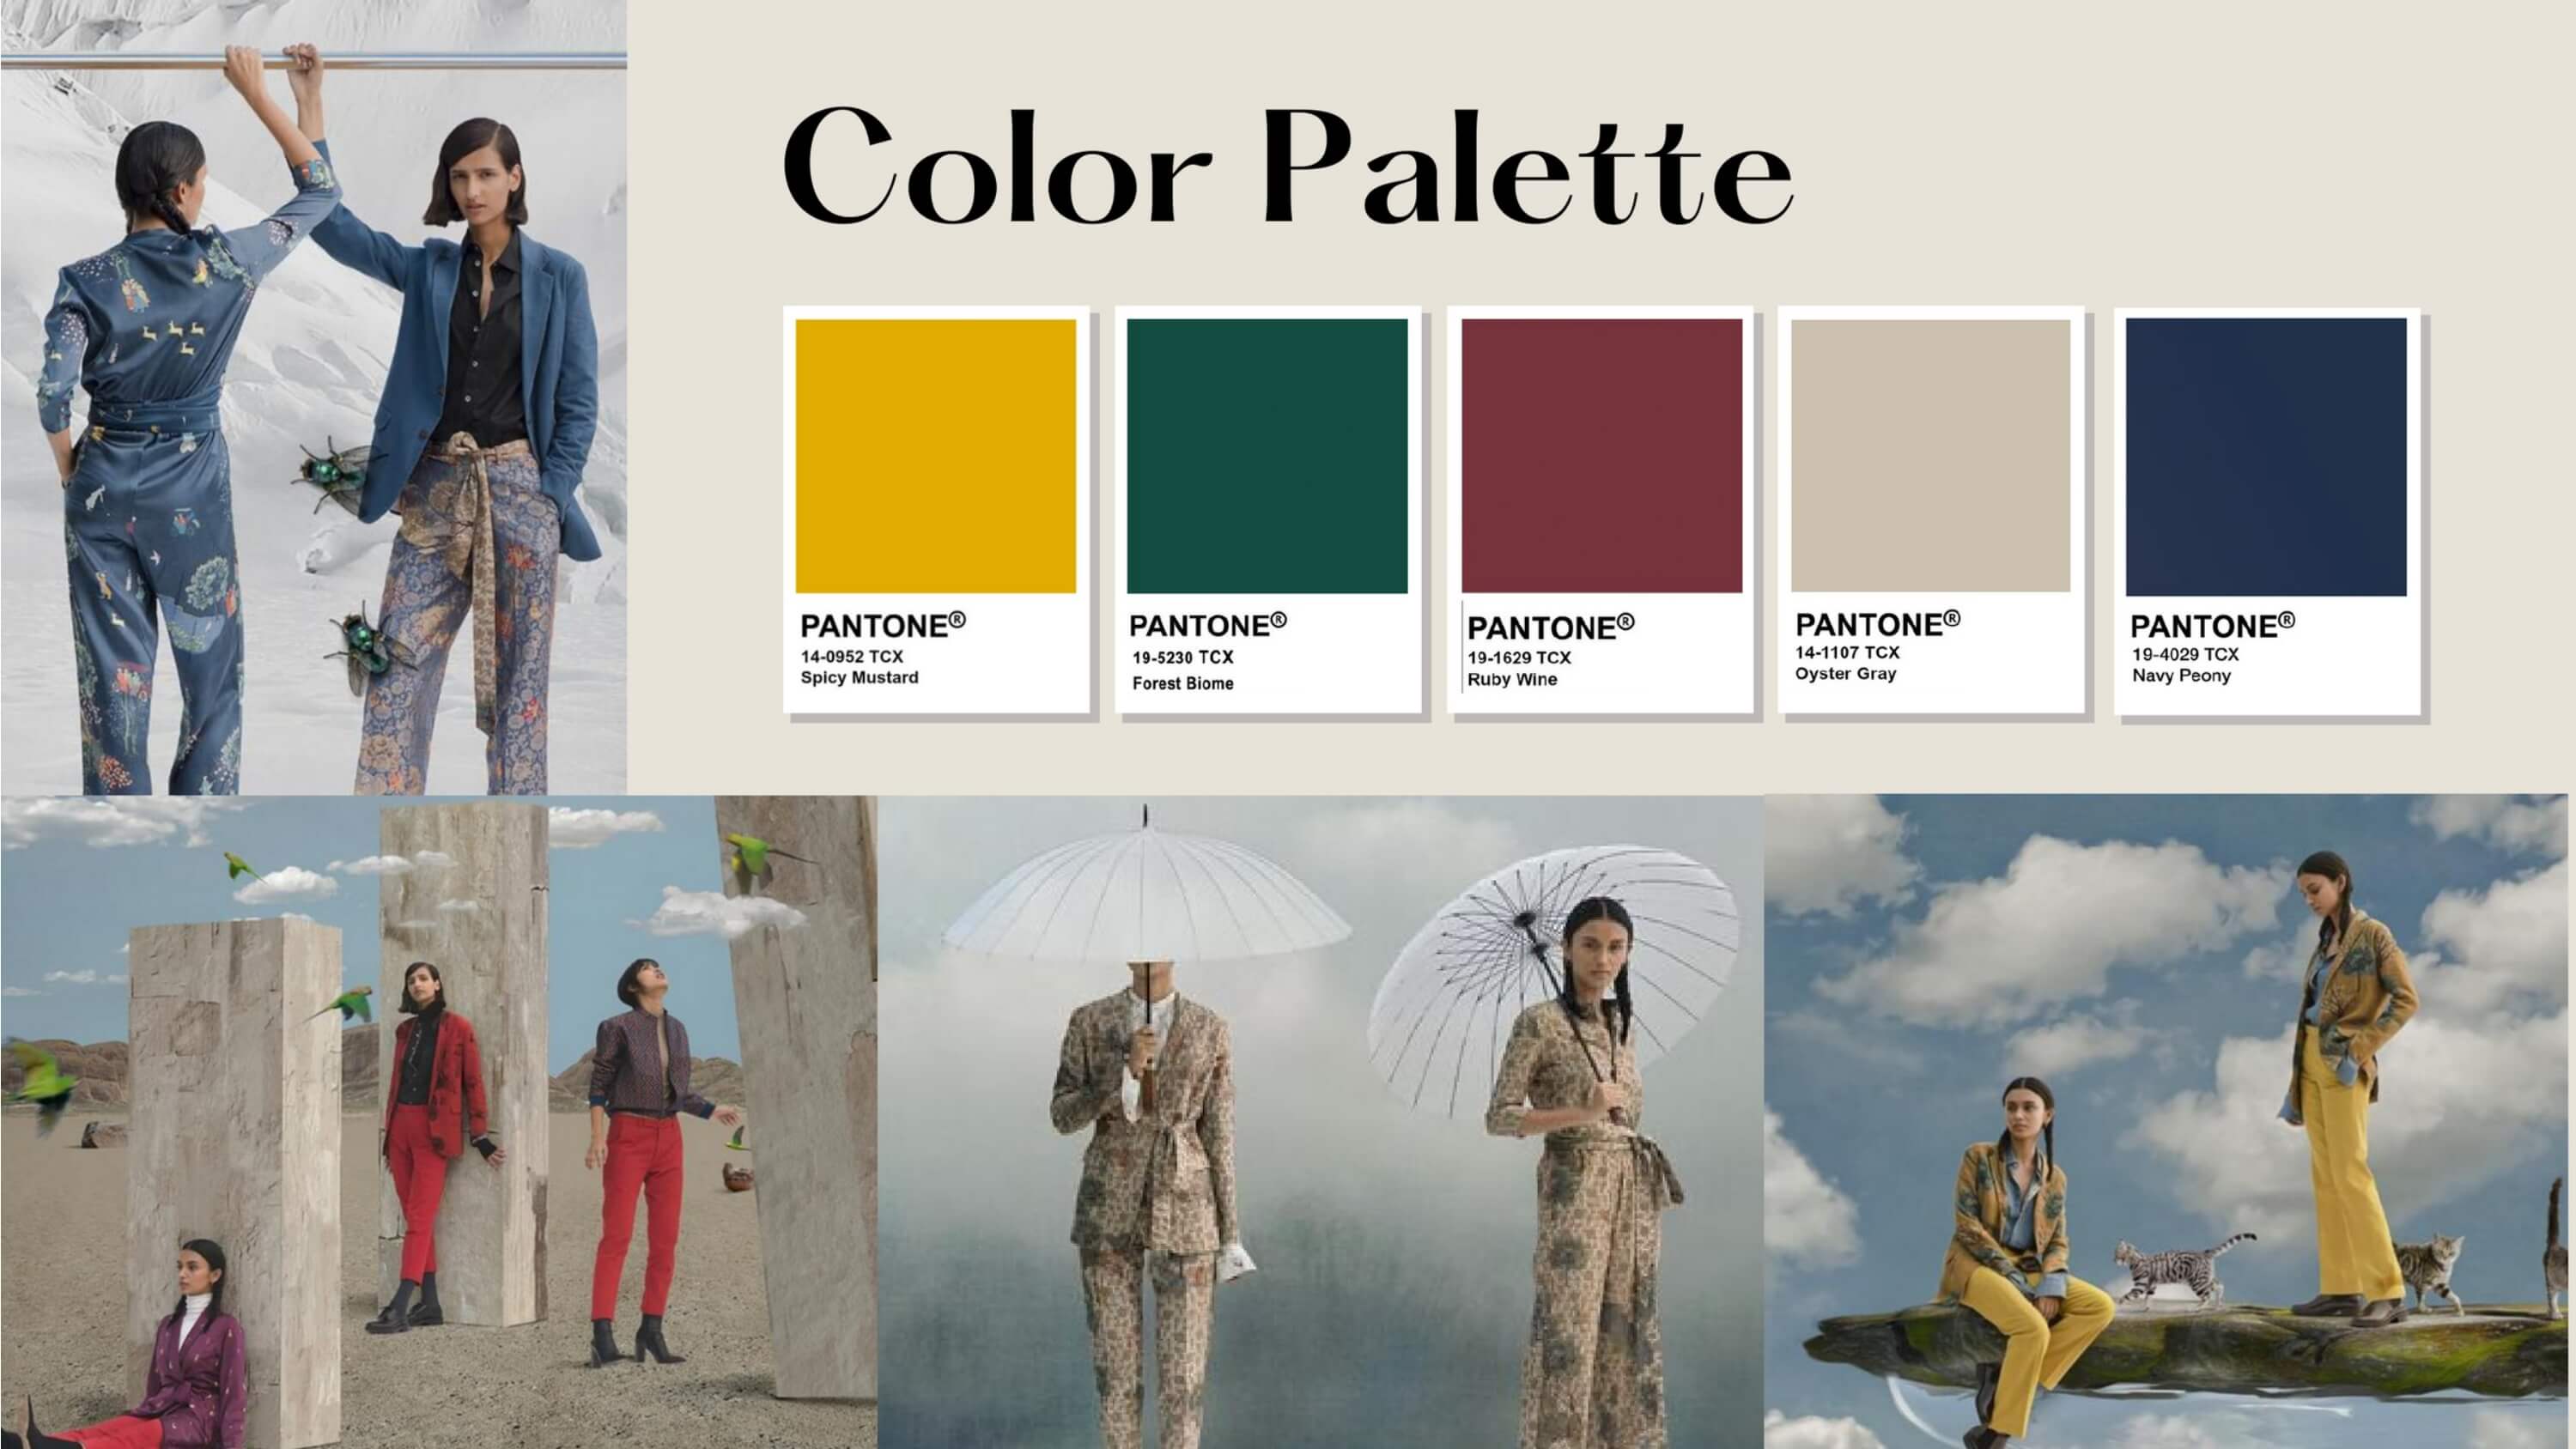 Color Palette
PANTONE®
14-0952 TCX
Spicy Mustard
PANTONE®
19-5230 TCX
Forest Biome
PANTONE®
19-1629 TCX
Ruby Wine
PANTONE®
14-1107 TCX
Oyster Gray
PANTONE®
19-4029 TCX
Navy Peony